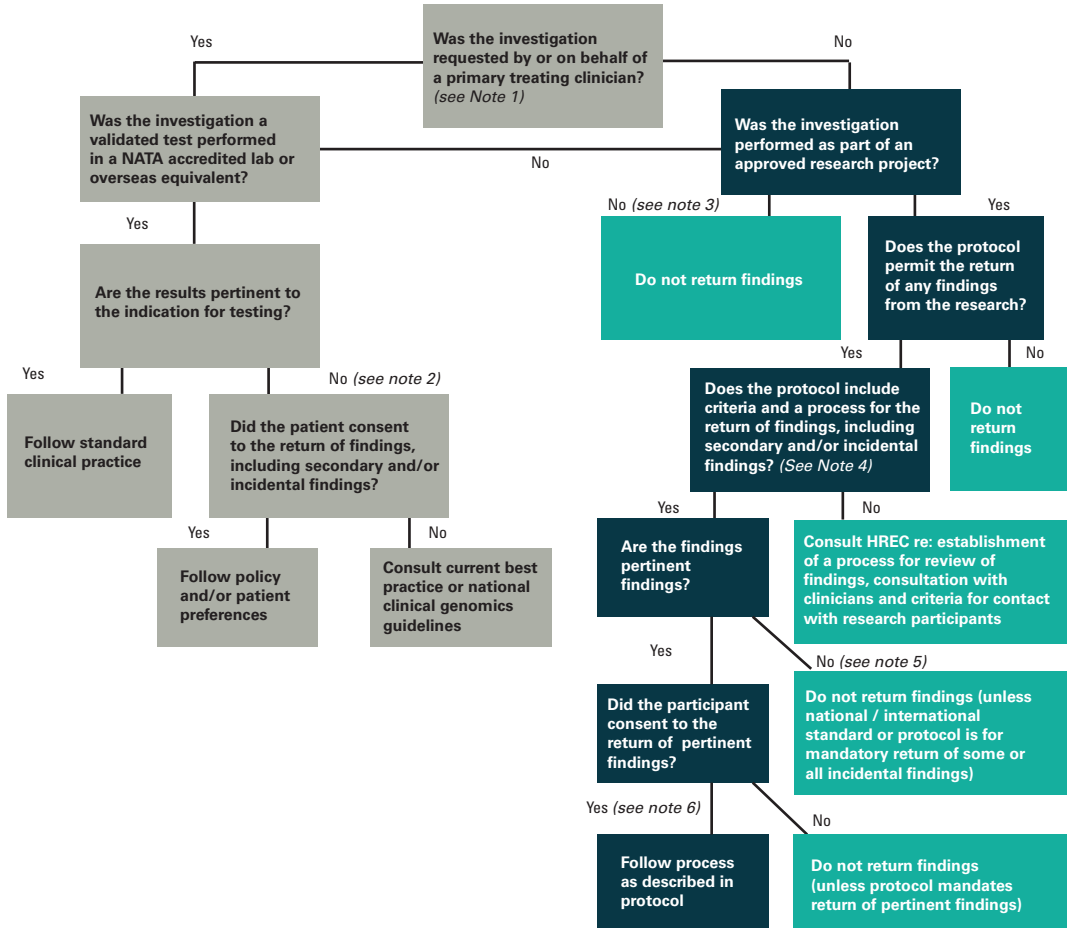 Yes
Was the investigation
requested by or on behalf of
a primary treating clinician?
(see Note 1)
No
Was the investigation a
validated test performed
in a NATA accredited lab or
overseas equivalent?
No
Was the investigation
performed as part of an
approved research project?
Yes
No (see note 3)
Yes
Are the results pertinent to
the indication for testing?
Do not return findings
Does the protocol
permit the return
of any findings
from the research?
Yes
No (see note 2)
Yes
No
Follow standard
clinical practice
Did the patient consent
to the return of findings,
including secondary and/or
incidental findings?
Does the protocol include
criteria and a process for the
return of findings, including
secondary and/or incidental
findings? (See Note 4)
Do not
return
findings
Yes
No
Yes
No
Follow policy
and/or patient
preferences
Consult current best
practice or national
clinical genomics
guidelines
Are the findings
pertinent
findings?
Consult HREC re: establishment
of a process for review of
findings, consultation with
clinicians and criteria for contact
with research participants
Yes
No (see note 5)
Did the participant
consent to the
return of pertinent
findings?
Do not return findings (unless
national / international
standard or protocol is for
mandatory return of some or
all incidental findings)
Yes (see note 6)
No
Follow process
as described in
protocol
Do not return findings
(unless protocol mandates
return of pertinent findings)